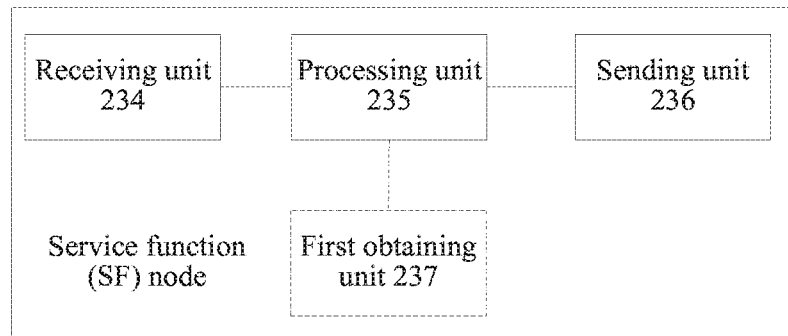 Receiving unit
234
Processing unit
235
Sending unit
236
Service function
(SF) node
First obtaining
unit 237